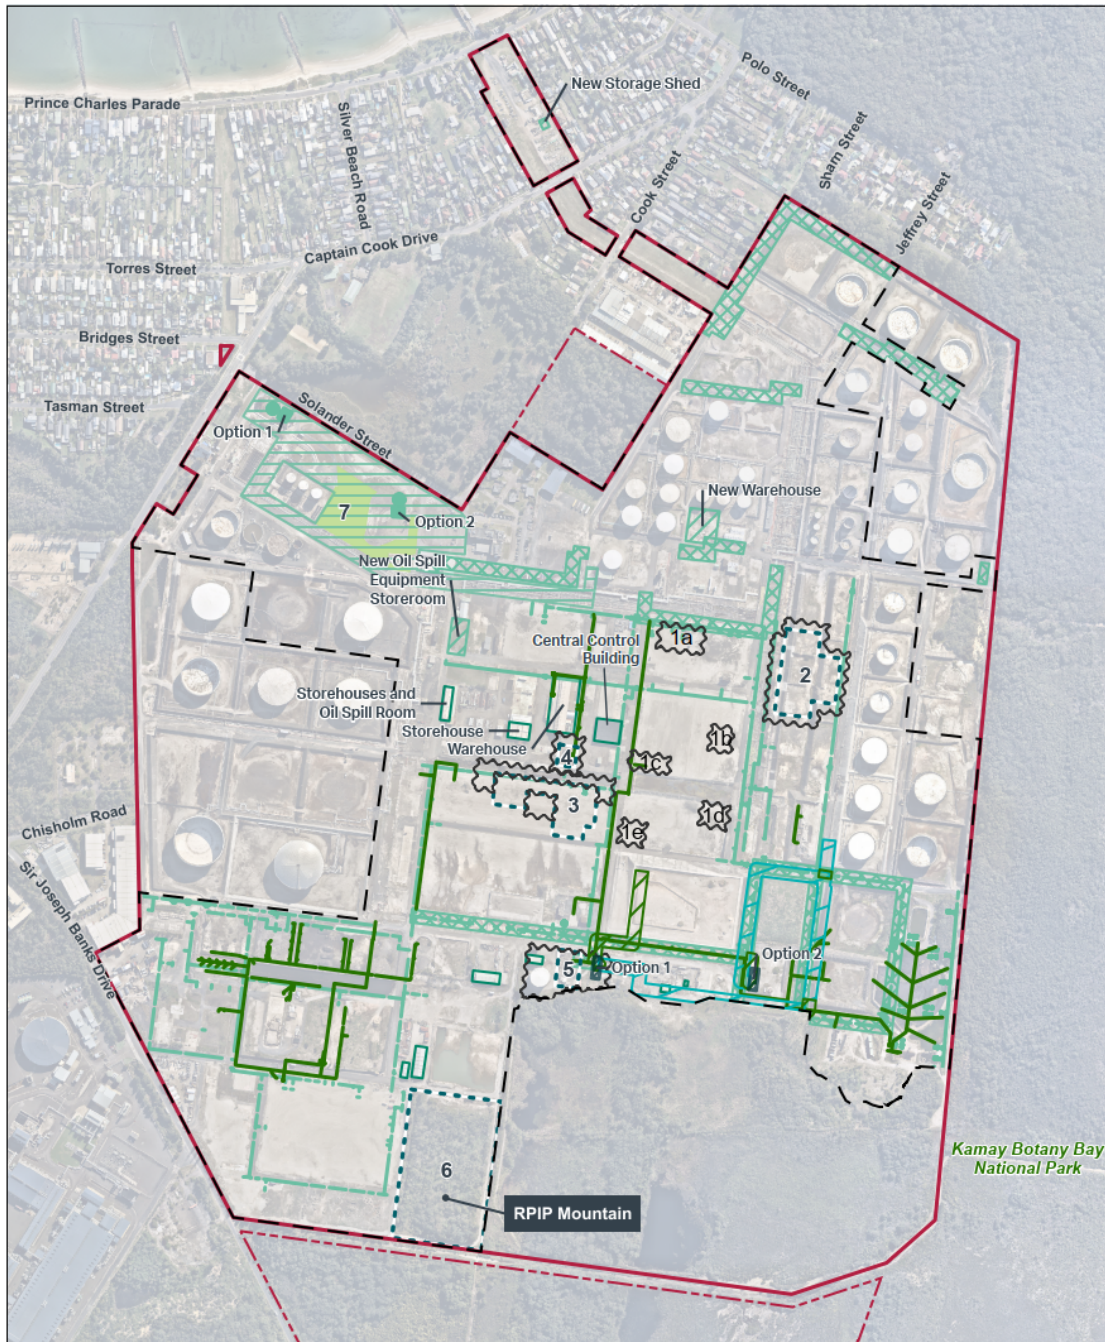 Polo Street
New Storage Shed
Prince Charles Parade
Silver Beach Road
Sharn Street
Cook Street
Jeffrey Street
Captain Cook Drive
Torres Street
Bridges Street
Tasman Street
Solander Street
Option 1
7
New Warehouse
Option 2
New Oil Spill
Equipment
Storeroom
1a
Central Control
Building
2
Storehouses and
Oil Spill Room
Storehouse
Warehouse
1b
4
1c
3
1d
1e
Chisholm Road
Sir Joseph Banks Drive
Option 2
5
Option 1
Kamay Botany Bay
National Park
6
RPIP Mountain